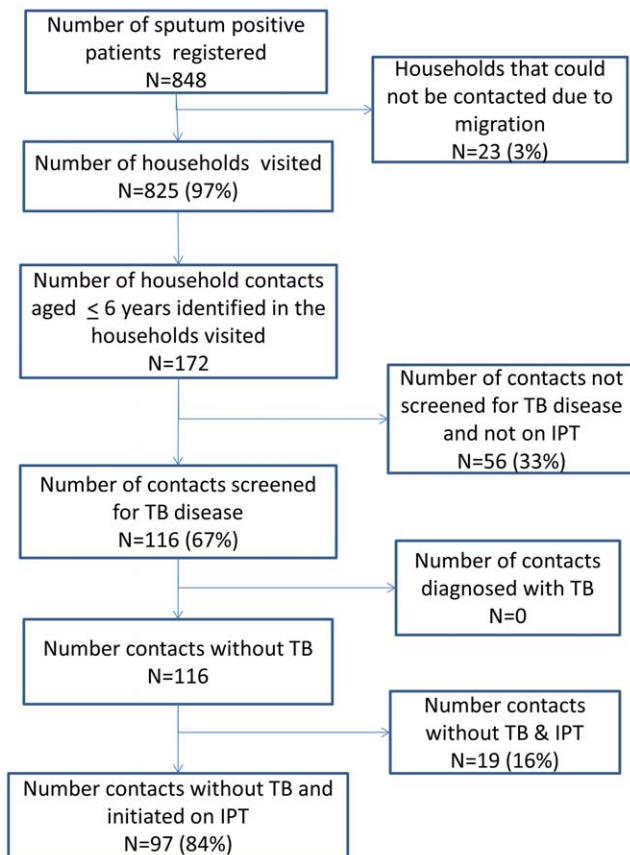 Number of sputum positive
patients registered
N=848
Households that could
not be contacted due to
migration
N=23 (3%)
Number of households visited
N=825 (97%)
Number of household contacts
aged ≤ 6 years identified in the
households visited
N=172
Number of contacts not
screened for TB disease
and not on IPT
N=56 (33%)
Number of contacts screened
for TB disease
N=116 (67%)
Number of contacts
diagnosed with TB
N=0
Number contacts without TB
N=116
Number contacts
without TB & IPT
N=19 (16%)
Number contacts without TB and
initiated on IPT
N=97 (84%)